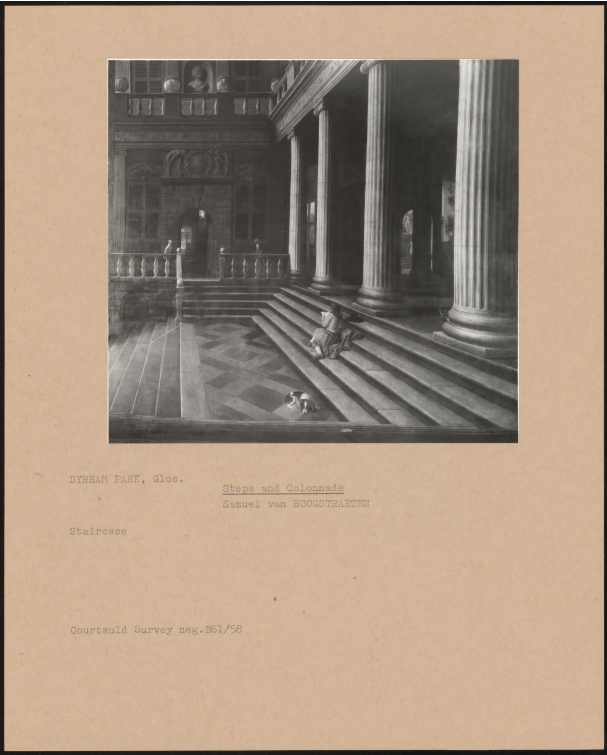 DYRHAM PARK, Glos.
Steps and Colonnade
Samuel van HOOGSTRAETEN
Staircase
Courtauld Survey neg.B61/58